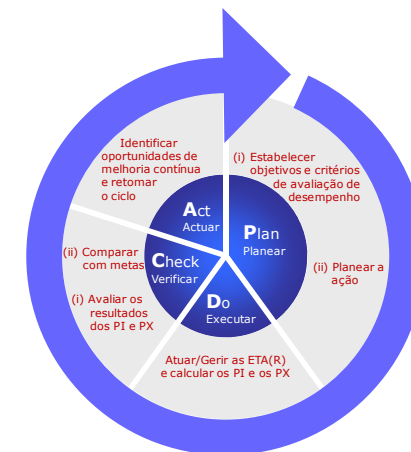 (i) Estabelecer
objetivos e critérios
de avaliação de
desempenho
(ii) Planear a
ação
Plan
Planear
Do
Executar
Atuar/Gerir as ETA(R)
e calcular os PI e os PX
Check
Verificar
(ii) Comparar
com metas
(i) Avaliar os
resultados
dos PI e PX
Act
Actuar
Identificar
oportunidades de
melhoria contínua
e retomar
o ciclo